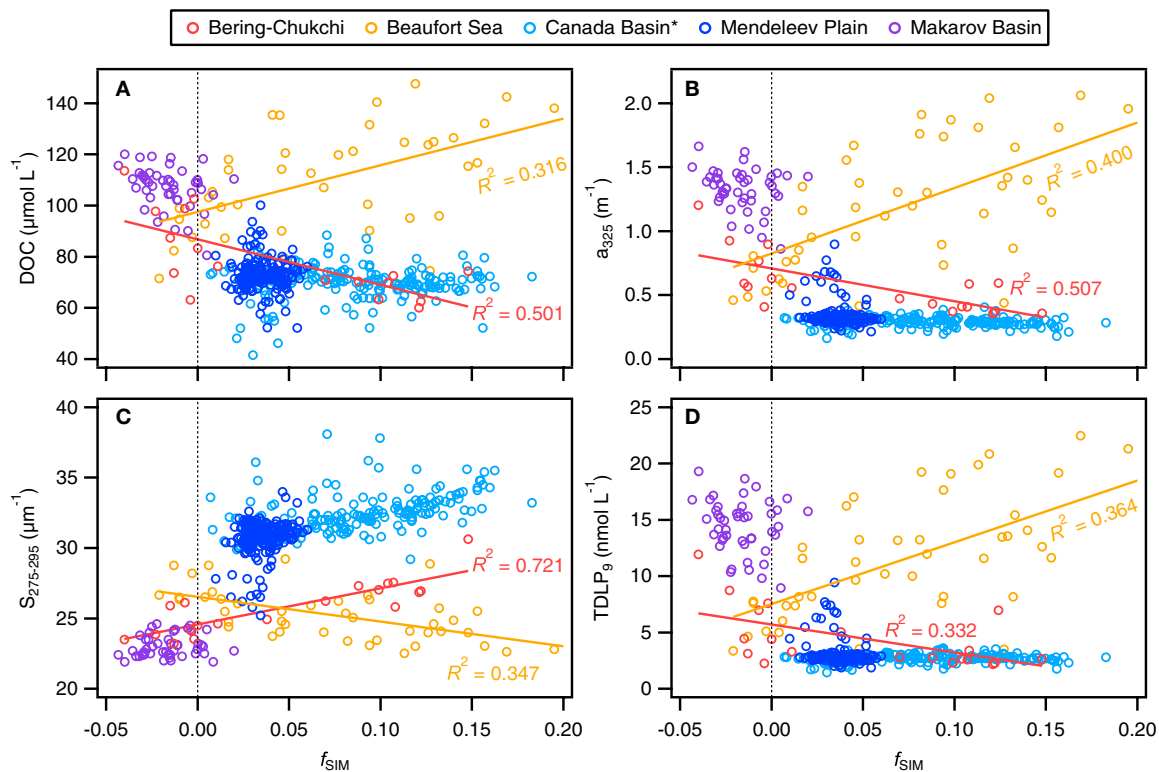 Bering-Chukchi Beaufort Sea Canada Basin* Mendeleev Plain Makarov Basin
A
DOC (µmol L⁻¹)
140
120
100
80
60
40
R² = 0.316
R² = 0.501
B
a₃₂₅ (m⁻¹)
2.0
1.5
1.0
0.5
0.0
R² = 0.400
R² = 0.507
C
S₂₇₅₋₂₉₅ (µm⁻¹)
40
35
30
25
20
R² = 0.721
R² = 0.347
-0.05 0.00 0.05 0.10 0.15 0.20
f_SIM
D
TDLP₉ (nmol L⁻¹)
25
20
15
10
5
0
R² = 0.364
R² = 0.332
-0.05 0.00 0.05 0.10 0.15 0.20
f_SIM